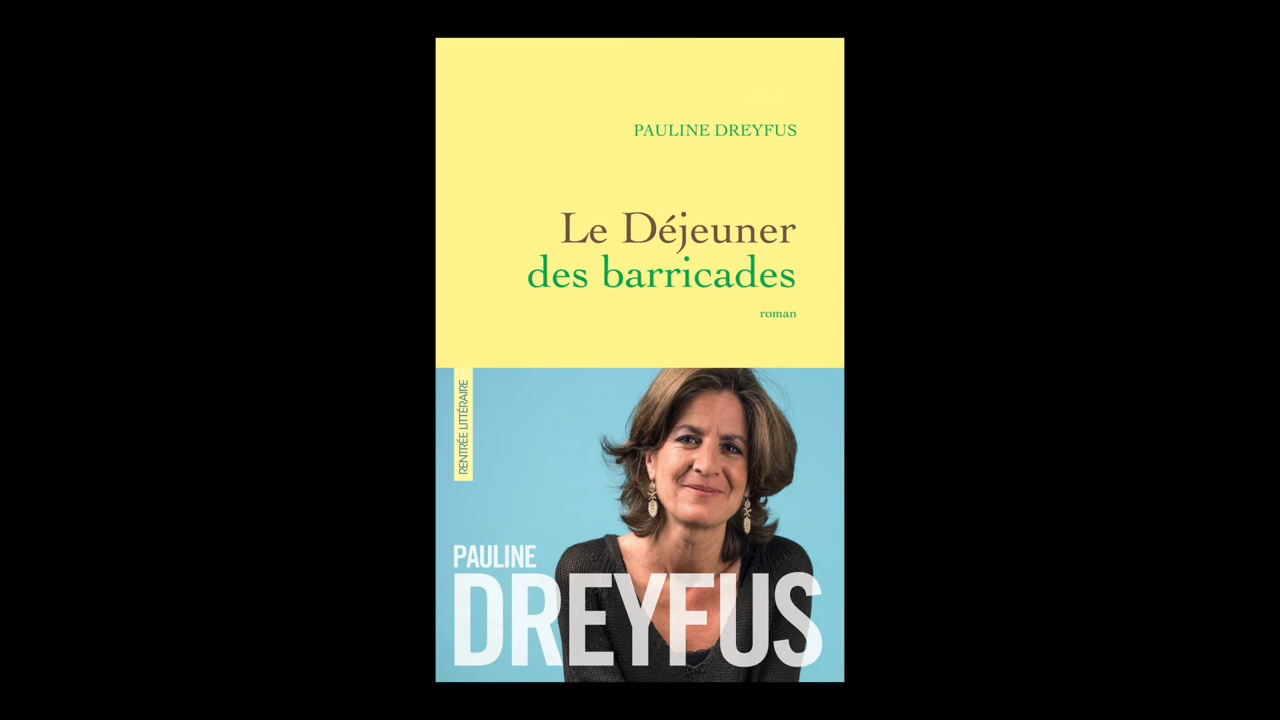 PAULINE DREYFUS
Le Déjeuner
des barricades
roman
RENTRÉE LITTÉRAIRE
PAULINE
DREYFUS